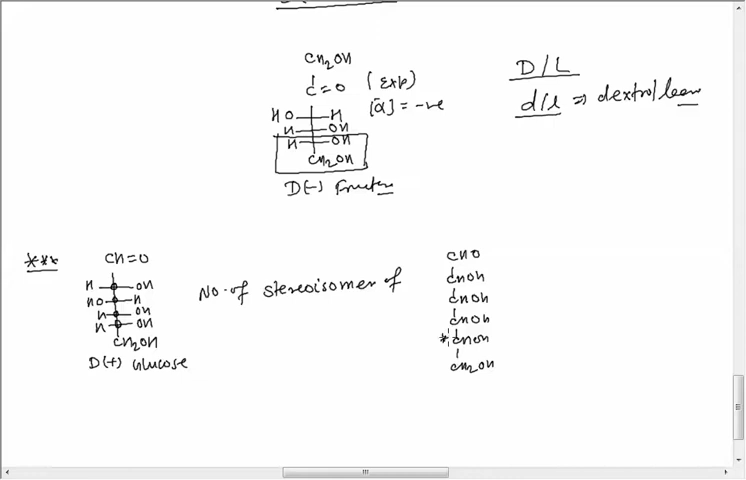 CH2OH
C=O (Exp)
[α] = -ve
HO H
H OH
H OH
CH2OH
D(-) Fructose
D/L
d/l ⇒ dextro/leavo
***
CH=O
H OH
HO H
H OH
H OH
CH2OH
D(+) Glucose
No. of stereoisomer of
CHO
CHOH
CHOH
CHOH
* CHOH
CH2OH